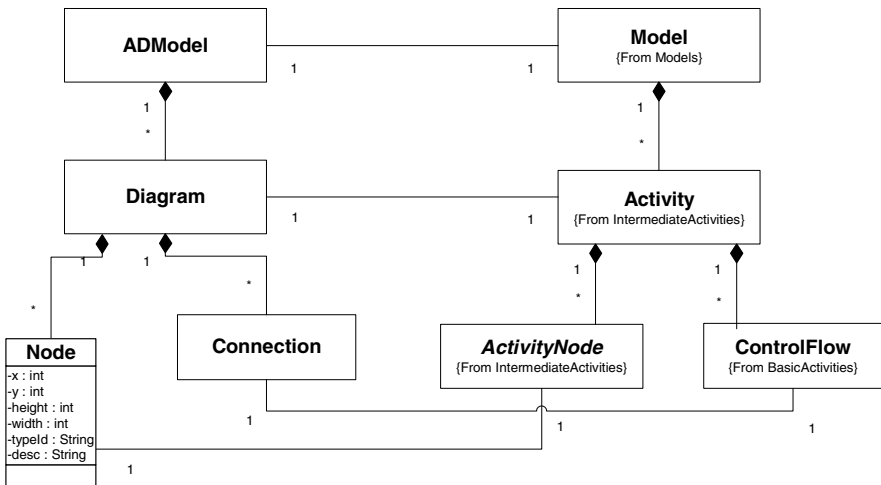 ADModel
Model
{From Models}
1
1
1
*
1
*
Diagram
Activity
{From IntermediateActivities}
1
1
1
1
*
*
1
*
1
*
Connection
ActivityNode
{From IntermediateActivities}
ControlFlow
{From BasicActivities}
Node
-x : int
-y : int
-height : int
-width : int
-typeId : String
-desc : String
1
1
1
1